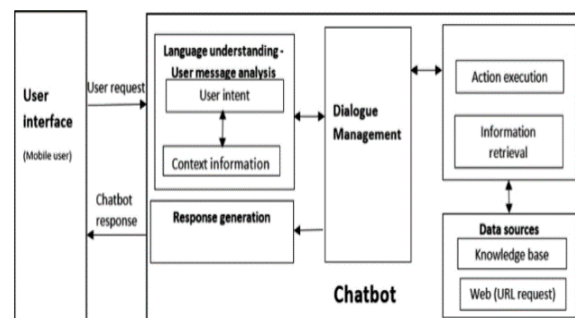 User
interface
(Mobile user)
User request
Chatbot
response
Language understanding -
User message analysis
User intent
Context information
Response generation
Dialogue
Management
Chatbot
Action execution
Information
retrieval
Data sources
Knowledge base
Web (URL request)